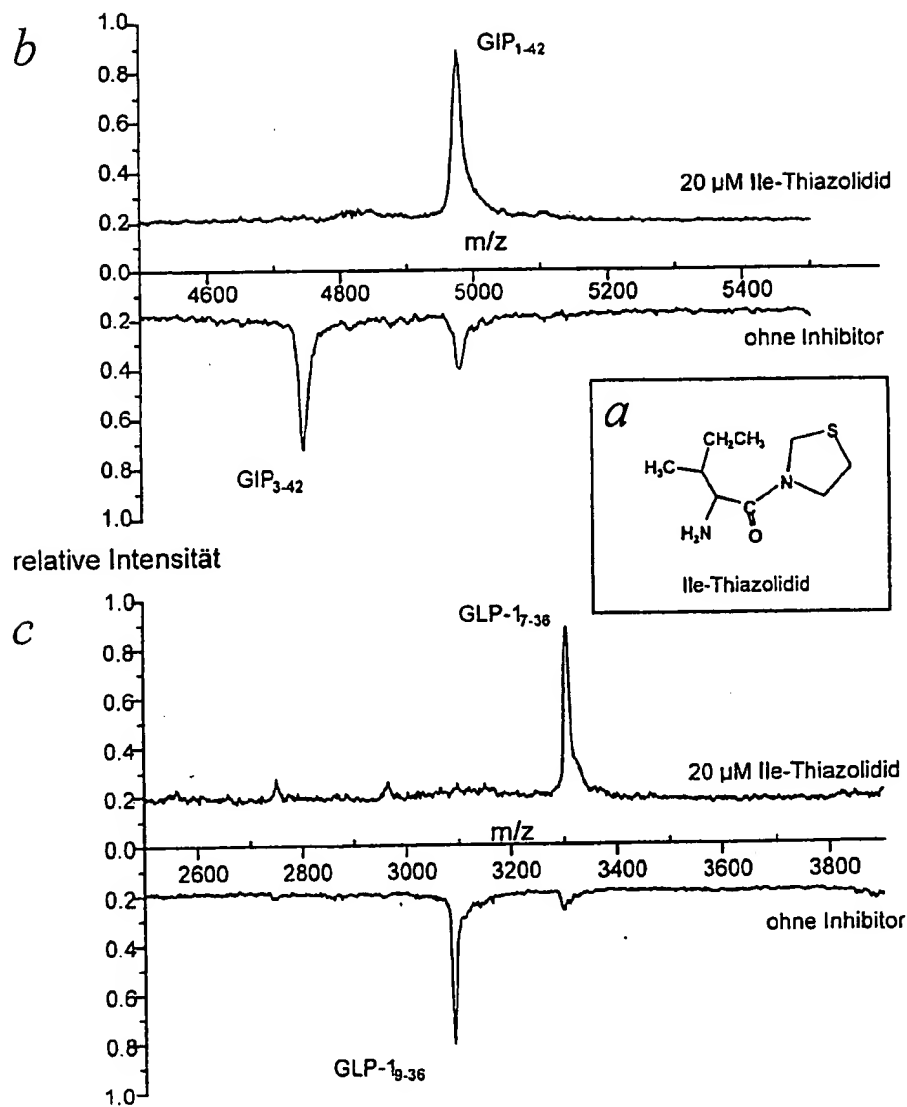 b
1.0
0.8
0.6
0.4
0.2
0.0
GIP1-42
20 µM Ile-Thiazolidid
m/z
4600 4800 5000 5200 5400
0.2
0.4
0.6
0.8
1.0
ohne Inhibitor
GIP3-42
a
CH2CH3
H3C
S
N
C
H2N
O
Ile-Thiazolidid
relative Intensität
c
1.0
0.8
0.6
0.4
0.2
0.0
GLP-17-36
20 µM Ile-Thiazolidid
m/z
2600 2800 3000 3200 3400 3600 3800
0.2
0.4
0.6
0.8
1.0
ohne Inhibitor
GLP-19-36